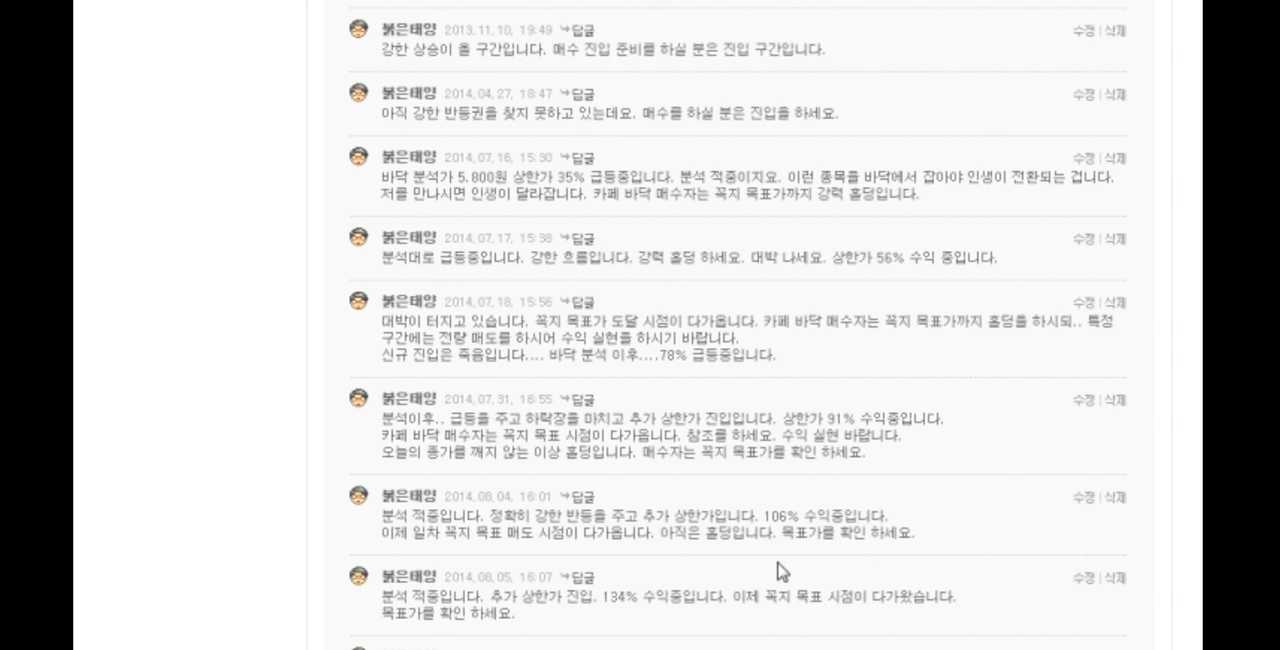 붉은태양 2013.11.10, 19:49 ↪답글 수정 | 삭제
강한 상승이 올 구간입니다. 매수 진입 준비를 하실 분은 진입 구간입니다.
붉은태양 2014.04.27, 18:47 ↪답글 수정 | 삭제
아직 강한 반등권을 찾지 못하고 있는데요. 매수를 하실 분은 진입을 하세요.
붉은태양 2014.07.16, 15:30 ↪답글 수정 | 삭제
바닥 분석가 5.800원 상한가 35% 급등중입니다. 분석 적중이지요. 이런 종목을 바닥에서 잡아야 인생이 전환되는 겁니다.
저를 만나시면 인생이 달라집니다. 카페 바닥 매수자는 꼭지 목표가까지 강력 홀딩입니다.
붉은태양 2014.07.17, 15:38 ↪답글 수정 | 삭제
분석대로 급등중입니다. 강한 흐름입니다. 강력 홀딩 하세요. 대박 나세요. 상한가 56% 수익 중입니다.
붉은태양 2014.07.18, 15:56 ↪답글 수정 | 삭제
대박이 터지고 있습니다. 꼭지 목표가 도달 시점이 다가옵니다. 카페 바닥 매수자는 꼭지 목표가까지 홀딩을 하시되.. 특정
구간에는 전량 매도를 하시어 수익 실현을 하시기 바랍니다.
신규 진입은 죽음입니다.... 바닥 분석 이후....78% 급등중입니다.
붉은태양 2014.07.31, 16:55 ↪답글 수정 | 삭제
분석이후.. 급등을 주고 하락장을 마치고 추가 상한가 진입입니다. 상한가 91% 수익중입니다.
카페 바닥 매수자는 꼭지 목표 시점이 다가옵니다. 참조를 하세요. 수익 실현 바랍니다.
오늘의 종가를 깨지 않는 이상 홀딩입니다. 매수자는 꼭지 목표가를 확인 하세요.
붉은태양 2014.08.04, 16:01 ↪답글 수정 | 삭제
분석 적중입니다. 정확히 강한 반등을 주고 추가 상한가입니다. 106% 수익중입니다.
이제 일차 꼭지 목표 매도 시점이 다가옵니다. 아직은 홀딩입니다. 목표가를 확인 하세요.
붉은태양 2014.08.05, 16:07 ↪답글 수정 | 삭제
분석 적중입니다. 추가 상한가 진입. 134% 수익중입니다. 이제 꼭지 목표 시점이 다가왔습니다.
목표가를 확인 하세요.